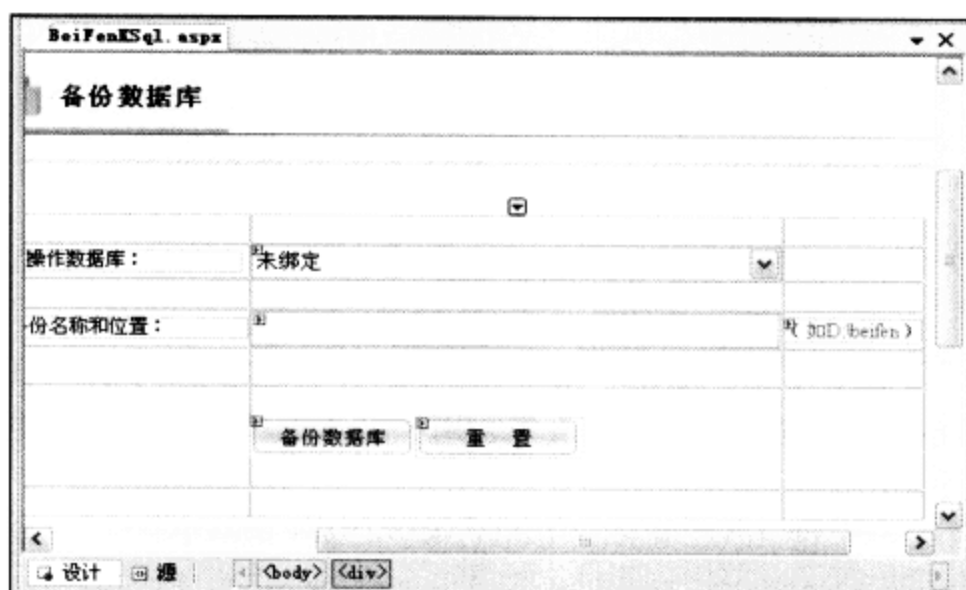 BeiFenKSql.aspx
备份数据库
操作数据库：
未绑定
份名称和位置：
备份数据库
重 置
设计
源
<body>
<div>